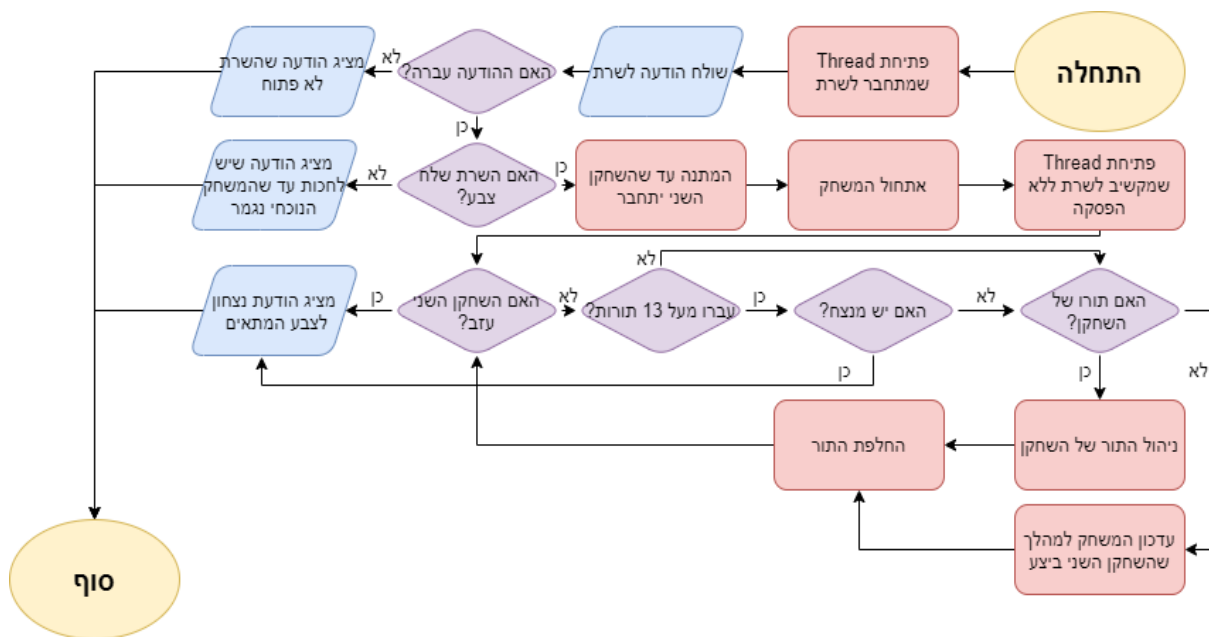 התחלה
פתיחת Thread
שמתחבר לשרת
שולח הודעה לשרת
האם ההודעה עברה?
לא
מציג הודעה שהשרת
לא פתוח
כן
האם השרת שלח
צבע?
לא
מציג הודעה שיש
לחכות עד שהמשחק
הנוכחי נגמר
כן
המתנה עד שהשחקן
השני יתחבר
אתחול המשחק
פתיחת Thread
שמקשיב לשרת ללא
הפסקה
האם השחקן השני
עזב?
כן
מציג הודעת נצחון
לצבע המתאים
לא
עברו מעל 13 תורות?
לא
כן
האם יש מנצח?
כן
לא
האם תורו של
השחקן?
כן
לא
ניהול התור של השחקן
החלפת התור
עדכון המשחק למהלך
שהשחקן השני ביצע
סוף